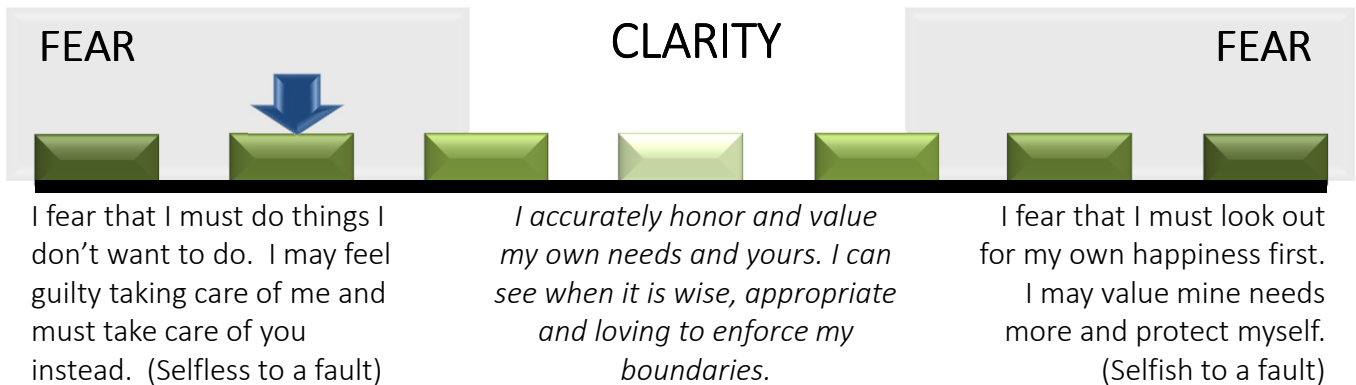 FEAR
CLARITY
FEAR
I fear that I must do things I
don’t want to do.  I may feel
guilty taking care of me and
must take care of you
instead.  (Selfless to a fault)
I accurately honor and value
my own needs and yours. I can
see when it is wise, appropriate
and loving to enforce my
boundaries.
I fear that I must look out
for my own happiness first.
I may value mine needs
more and protect myself.
(Selfish to a fault)